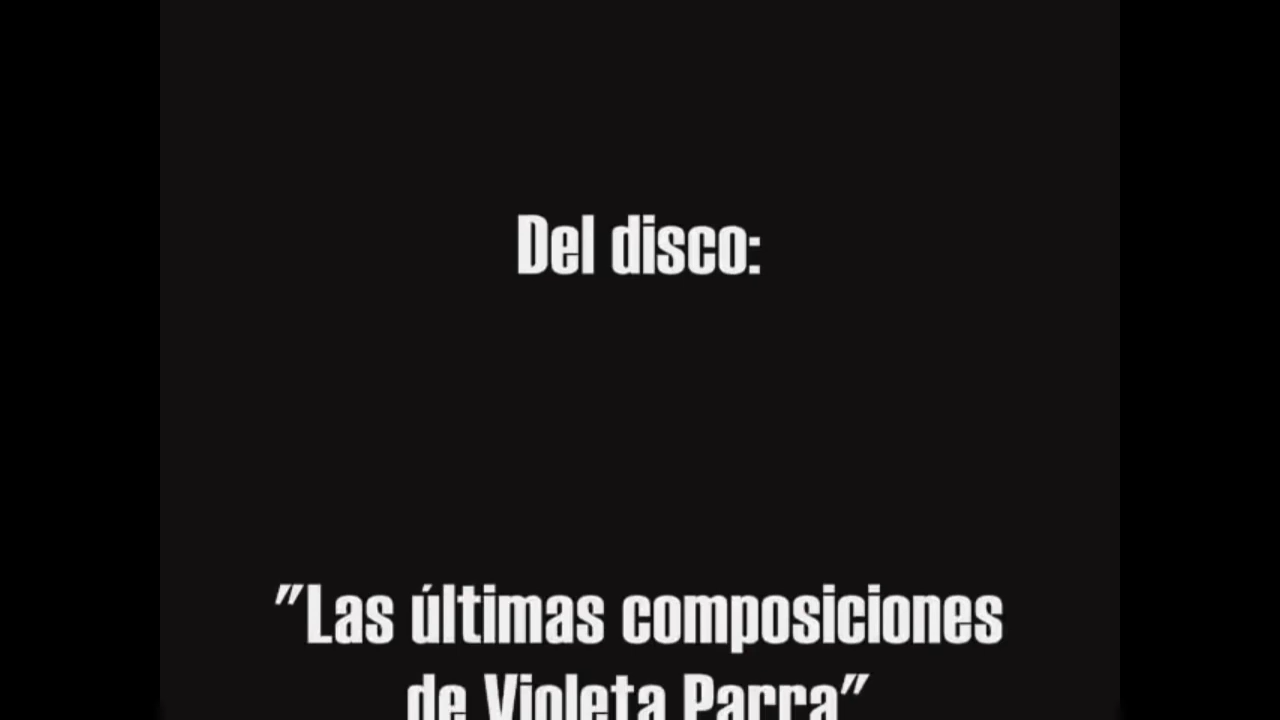 Del disco:
"Las últimas composiciones
de Violeta Parra"